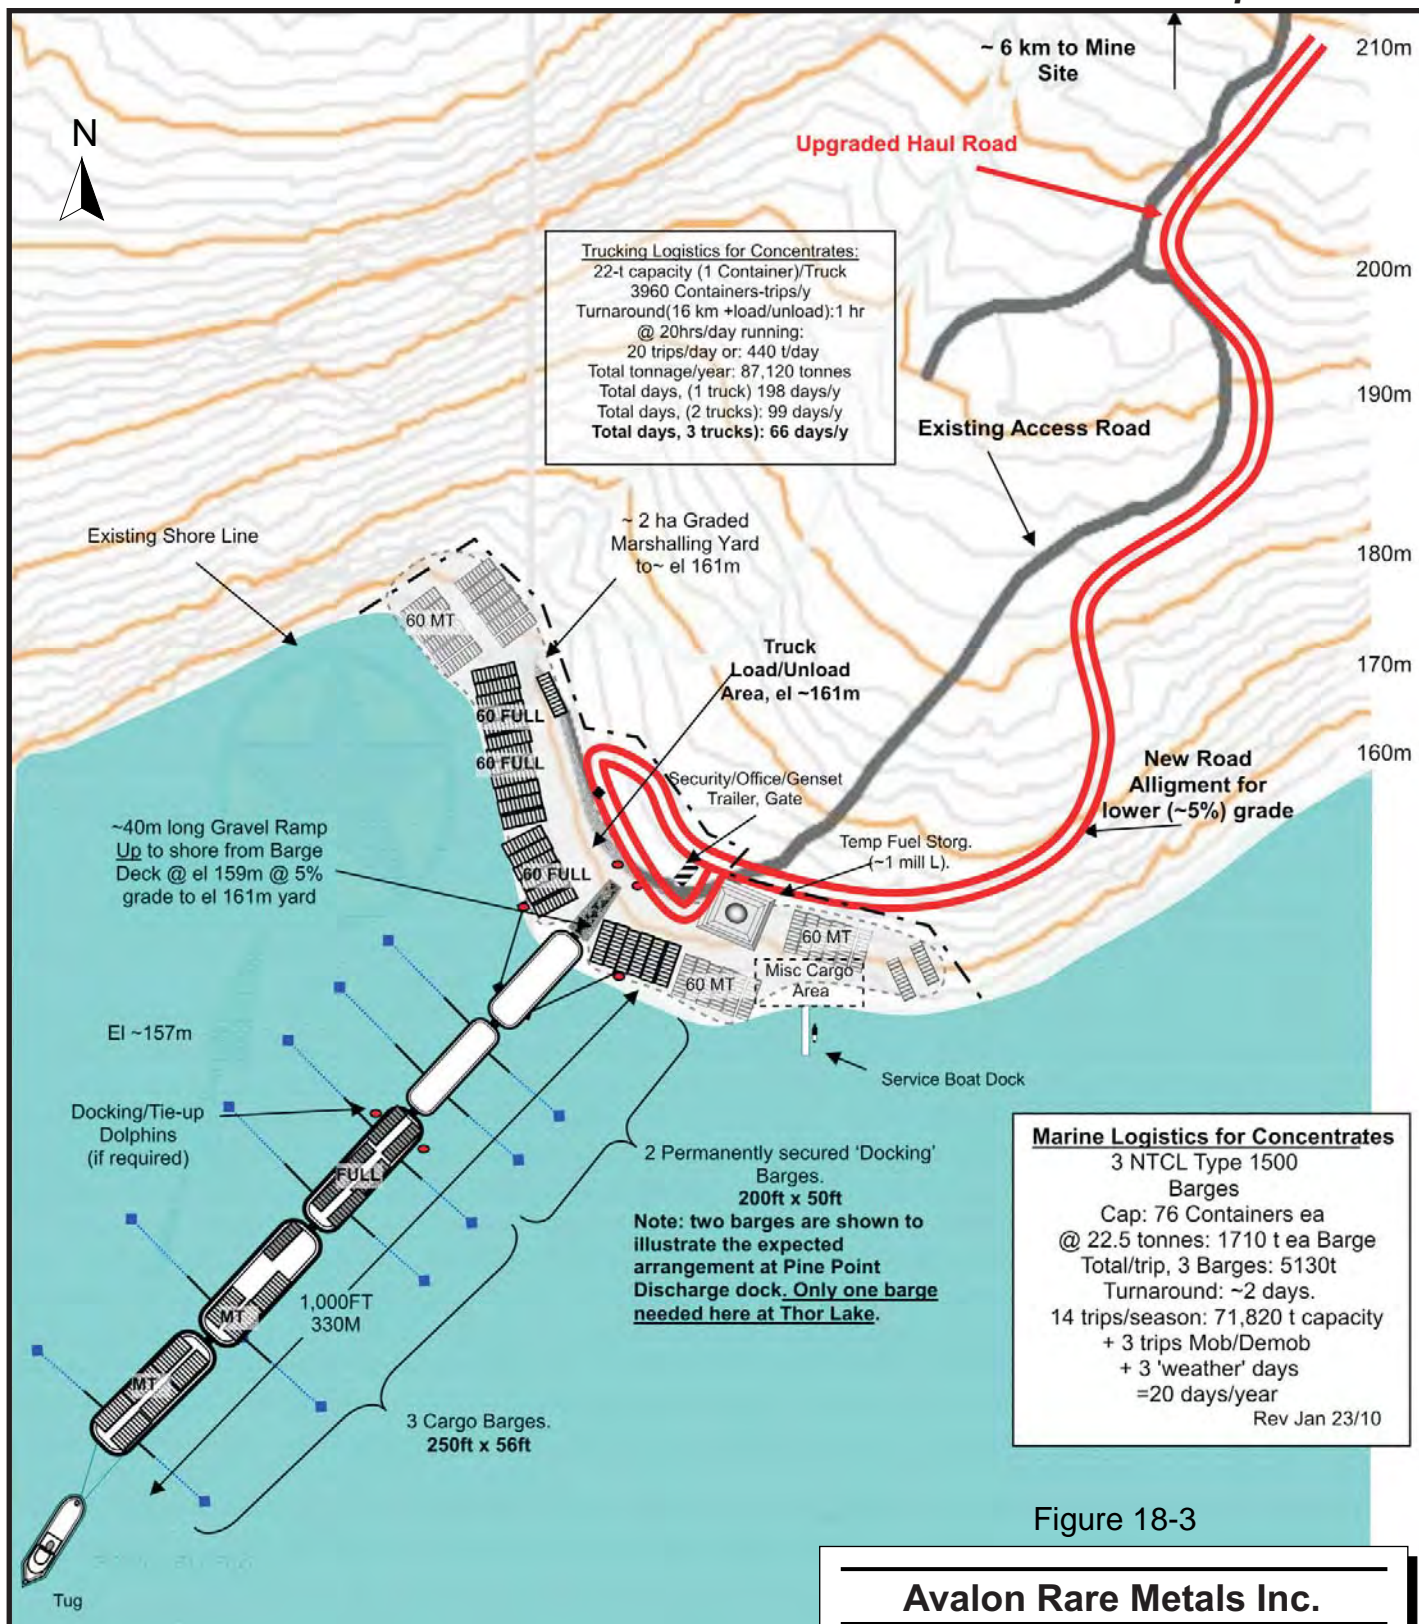 ~ 6 km to Mine
Site
210m
N
Upgraded Haul Road
Trucking Logistics for Concentrates:
22-t capacity (1 Container)/Truck
3960 Containers-trips/y
Turnaround(16 km +load/unload):1 hr
@ 20hrs/day running:
20 trips/day or: 440 t/day
Total tonnage/year: 87,120 tonnes
Total days, (1 truck) 198 days/y
Total days, (2 trucks): 99 days/y
Total days, 3 trucks): 66 days/y
200m
190m
Existing Access Road
Existing Shore Line
~ 2 ha Graded
Marshalling Yard
to~ el 161m
180m
60 MT
Truck
Load/Unload
Area, el ~161m
170m
60 FULL
60 FULL
160m
Security/Office/Genset
Trailer, Gate
New Road
Alligment for
lower (~5%) grade
~40m long Gravel Ramp
Up to shore from Barge
Deck @ el 159m @ 5%
grade to el 161m yard
Temp Fuel Storg.
(~1 mill L).
60 FULL
60 MT
60 MT
Misc Cargo
Area
El ~157m
Service Boat Dock
Docking/Tie-up
Dolphins
(if required)
FULL
2 Permanently secured 'Docking'
Barges.
200ft x 50ft
Note: two barges are shown to
illustrate the expected
arrangement at Pine Point
Discharge dock. Only one barge
needed here at Thor Lake.
Marine Logistics for Concentrates
3 NTCL Type 1500
Barges
Cap: 76 Containers ea
@ 22.5 tonnes: 1710 t ea Barge
Total/trip, 3 Barges: 5130t
Turnaround: ~2 days.
14 trips/season: 71,820 t capacity
+ 3 trips Mob/Demob
+ 3 'weather' days
=20 days/year
Rev Jan 23/10
1,000FT
330M
MT
MT
3 Cargo Barges.
250ft x 56ft
Tug
Figure 18-3
Avalon Rare Metals Inc.